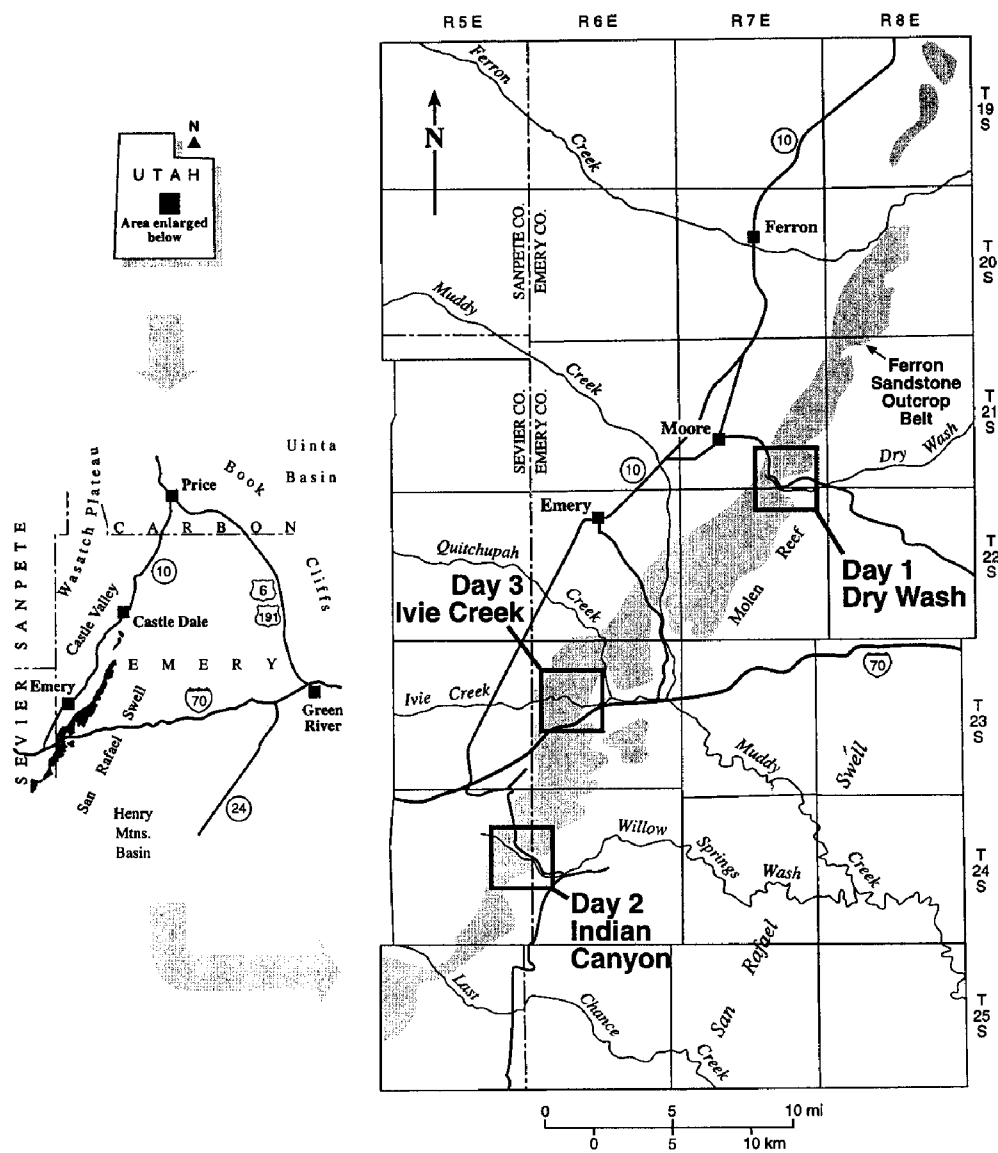 R 5 E
R 6 E
R 7 E
R 8 E
T
19
S
T
20
S
T
21
S
T
22
S
T
23
S
T
24
S
T
25
S
N
UTAH
Area enlarged
below
Uinta
Basin
Book
Cliffs
Price
Wasatch Plateau
CARBON
SANPETE
SEVIER
10
6
191
Castle Valley
Castle Dale
EMERY
Emery
70
Green
River
San Rafael Swell
24
Henry
Mtns.
Basin
N
Ferron
Creek
10
SANPETE CO.
EMERY CO.
Ferron
Muddy
Creek
Ferron
Sandstone
Outcrop
Belt
SEVIER CO.
EMERY CO.
Moore
Dry Wash
10
Emery
Quitchupah
Creek
Molen Reef
Day 1
Dry Wash
Day 3
Ivie Creek
70
Ivie Creek
Muddy
Creek
San Rafael Swell
Willow
Springs
Wash
Day 2
Indian
Canyon
Last
Chance
Creek
0 5 10 mi
0 5 10 km